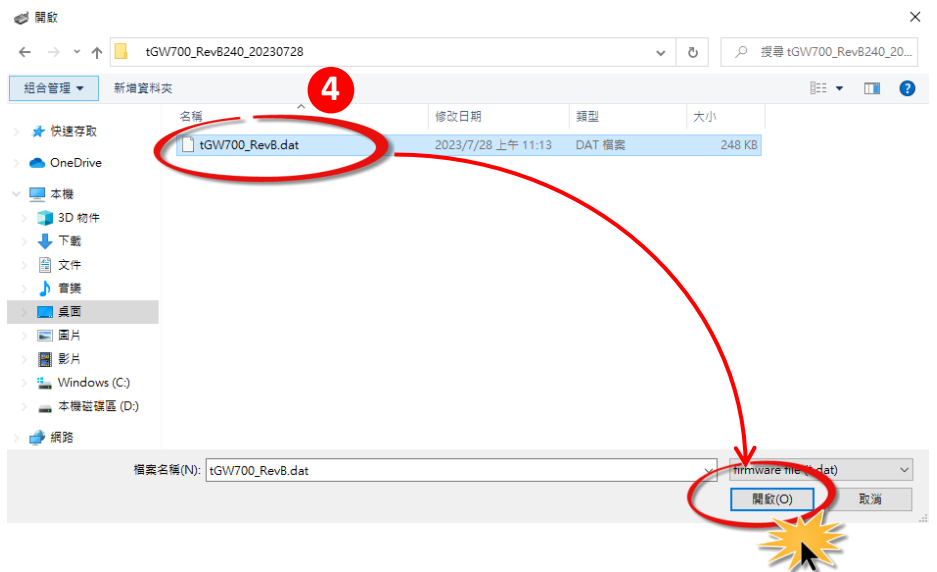 開啟
tGW700_RevB240_20230728
搜尋 tGW700_RevB240_20...
組合管理
新增資料夾
4
名稱
修改日期
類型
大小
快速存取
tGW700_RevB.dat
2023/7/28 上午 11:13
DAT 檔案
248 KB
OneDrive
本機
3D 物件
下載
文件
音樂
桌面
圖片
影片
Windows (C:)
本機磁碟區 (D:)
網路
檔案名稱(N):
tGW700_RevB.dat
firmware file (*.dat)
開啟(O)
取消